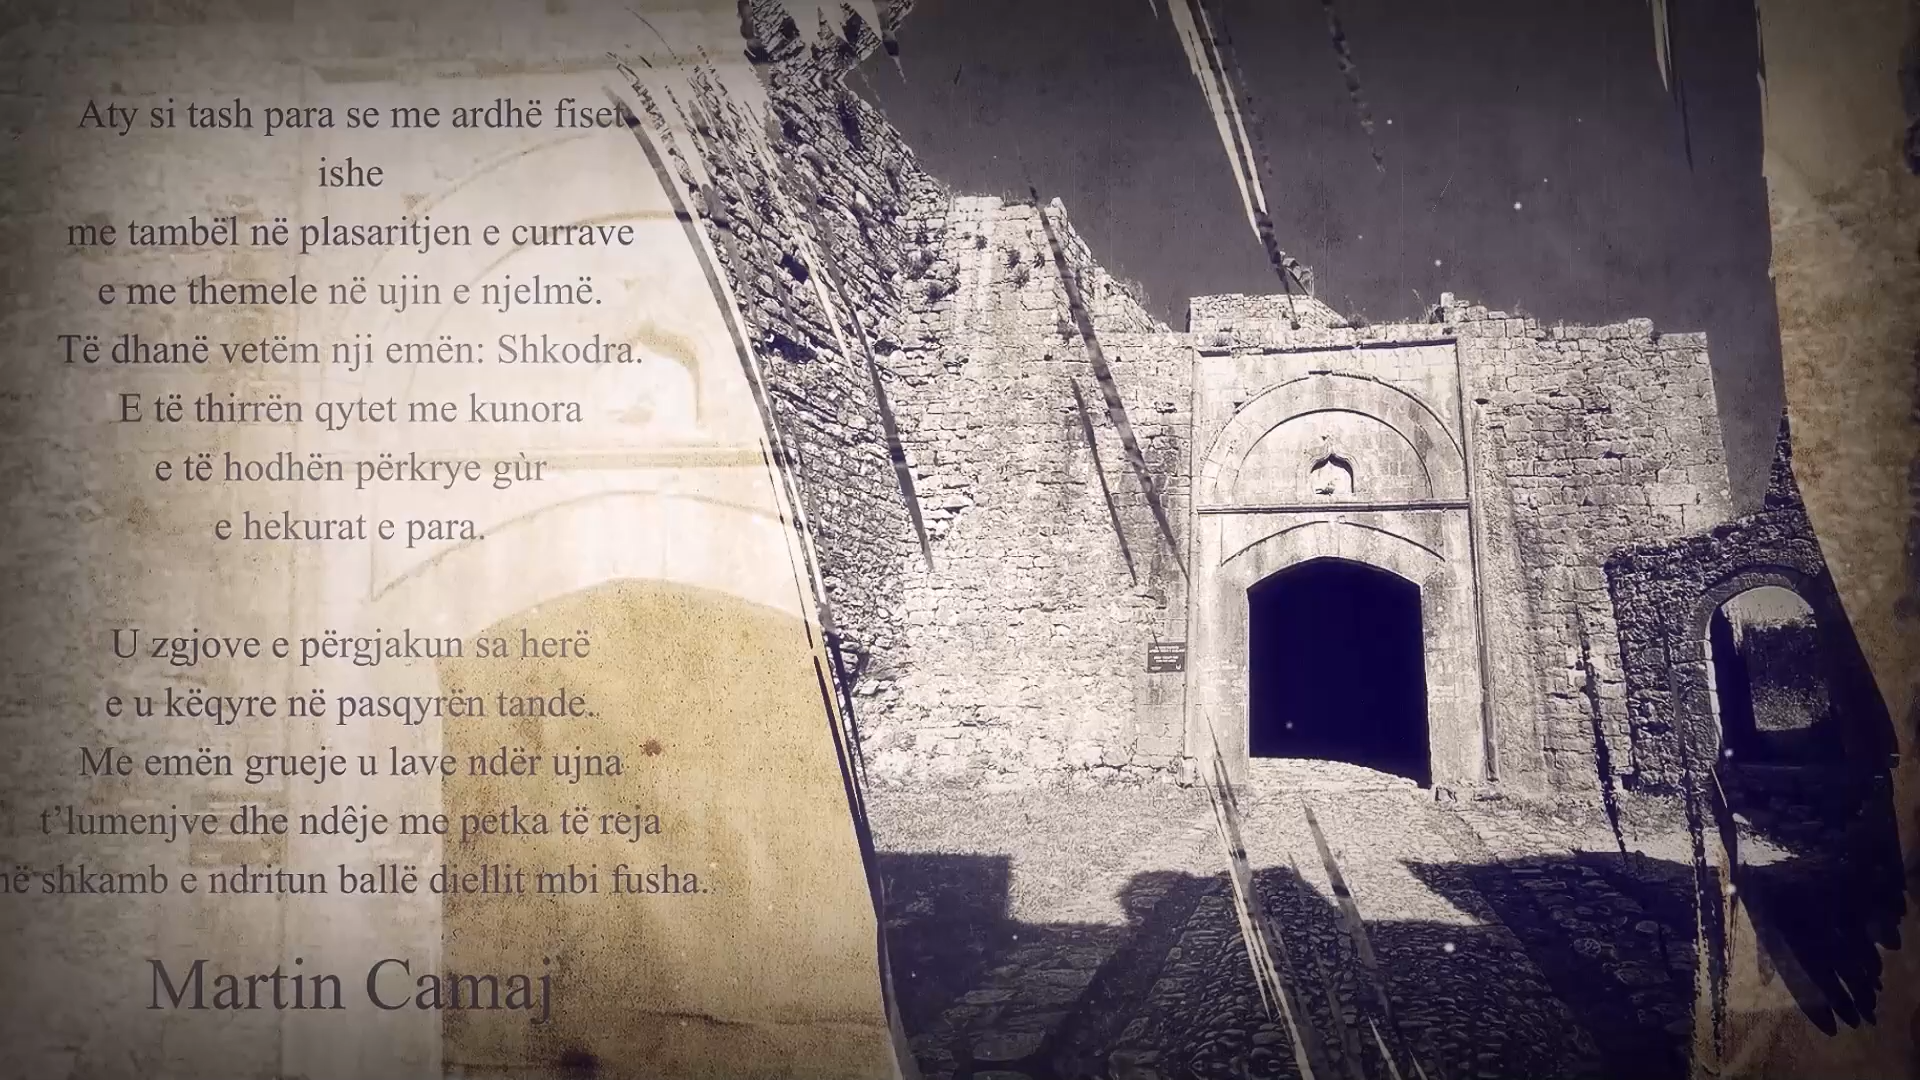 Aty si tash para se me ardhë fiset
ishe
me tambël në plasaritjen e currave
e me themele në ujin e njelmë.
Të dhanë vetëm nji emën: Shkodra.
E të thirrën qytet me kunora
e të hodhën përkrye gùr
e hekurat e para.
U zgjove e përgjakun sa herë
e u këqyre në pasqyrën tande.
Me emën grueje u lave ndër ujna
t’lumenjve dhe ndêje me petka të reja
në shkamb e ndritun ballë diellit mbi fusha.
Martin Camaj